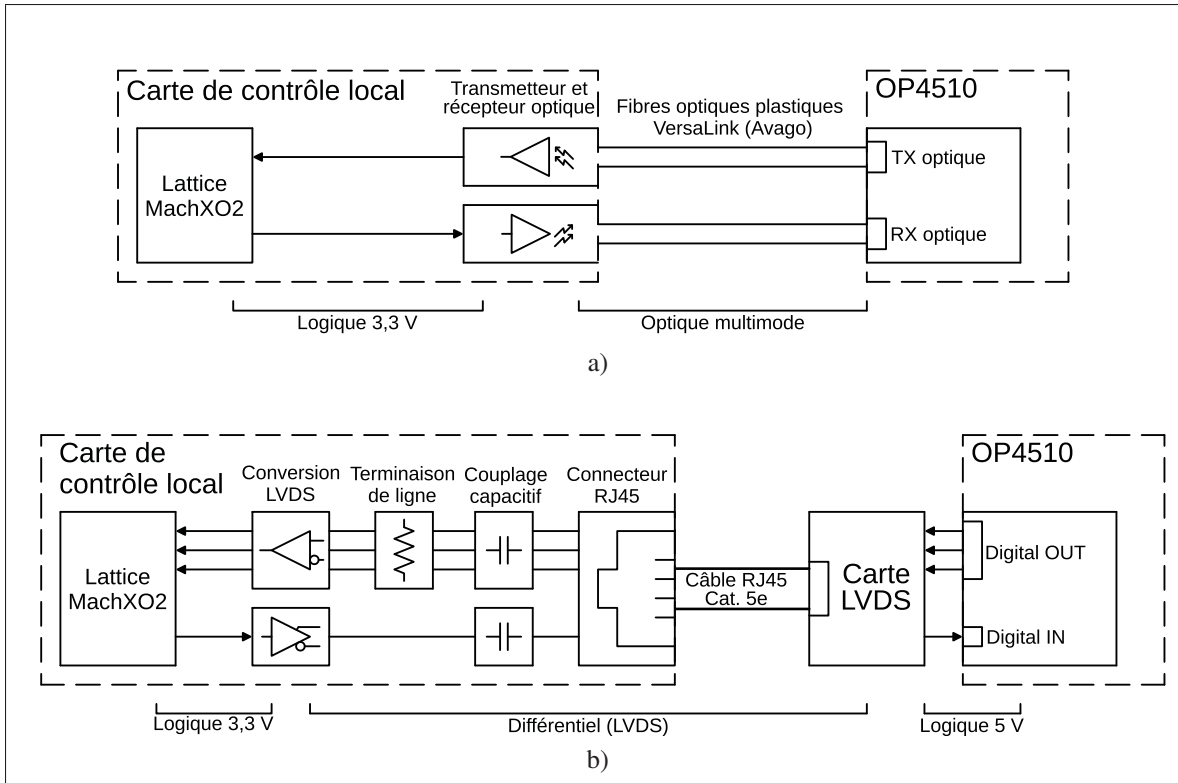 Carte de contrôle local
Transmetteur et
récepteur optique
Fibres optiques plastiques
VersaLink (Avago)
OP4510
Lattice
MachXO2
TX optique
RX optique
Logique 3,3 V
Optique multimode
a)
Carte de
contrôle local
Conversion
LVDS
Terminaison
de ligne
Couplage
capacitif
Connecteur
RJ45
OP4510
Lattice
MachXO2
Câble RJ45
Cat. 5e
Carte
LVDS
Digital OUT
Digital IN
Logique 3,3 V
Différentiel (LVDS)
Logique 5 V
b)